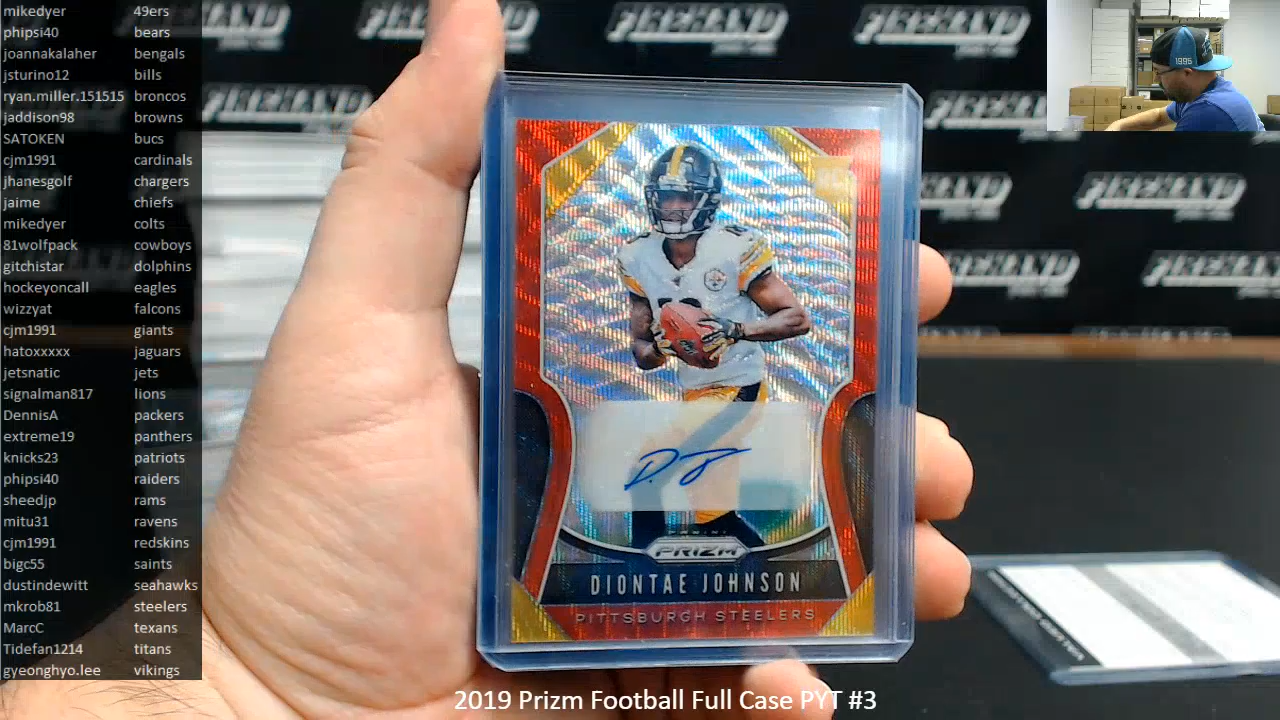 mikedyer 49ers
phipsi40 bears
joannakalaher bengals
jsturino12 bills
ryan.miller.151515 broncos
jaddison98 browns
SATOKEN bucs
cjm1991 cardinals
jhanesgolf chargers
jaime chiefs
mikedyer colts
81wolfpack cowboys
gitchistar dolphins
hockeyoncall eagles
wizzyat falcons
cjm1991 giants
hatoxxxxx jaguars
jetsnatic jets
signalman817 lions
DennisA packers
extreme19 panthers
knicks23 patriots
phipsi40 raiders
sheedjp rams
mitu31 ravens
cjm1991 redskins
bigc55 saints
dustindewitt seahawks
mkrob81 steelers
MarcC texans
Tidefan1214 titans
gyeonghyo.lee vikings
1995
RC
PANINI
PRIZM
DIONTAE JOHNSON
PITTSBURGH STEELERS
2019 Prizm Football Full Case PYT #3